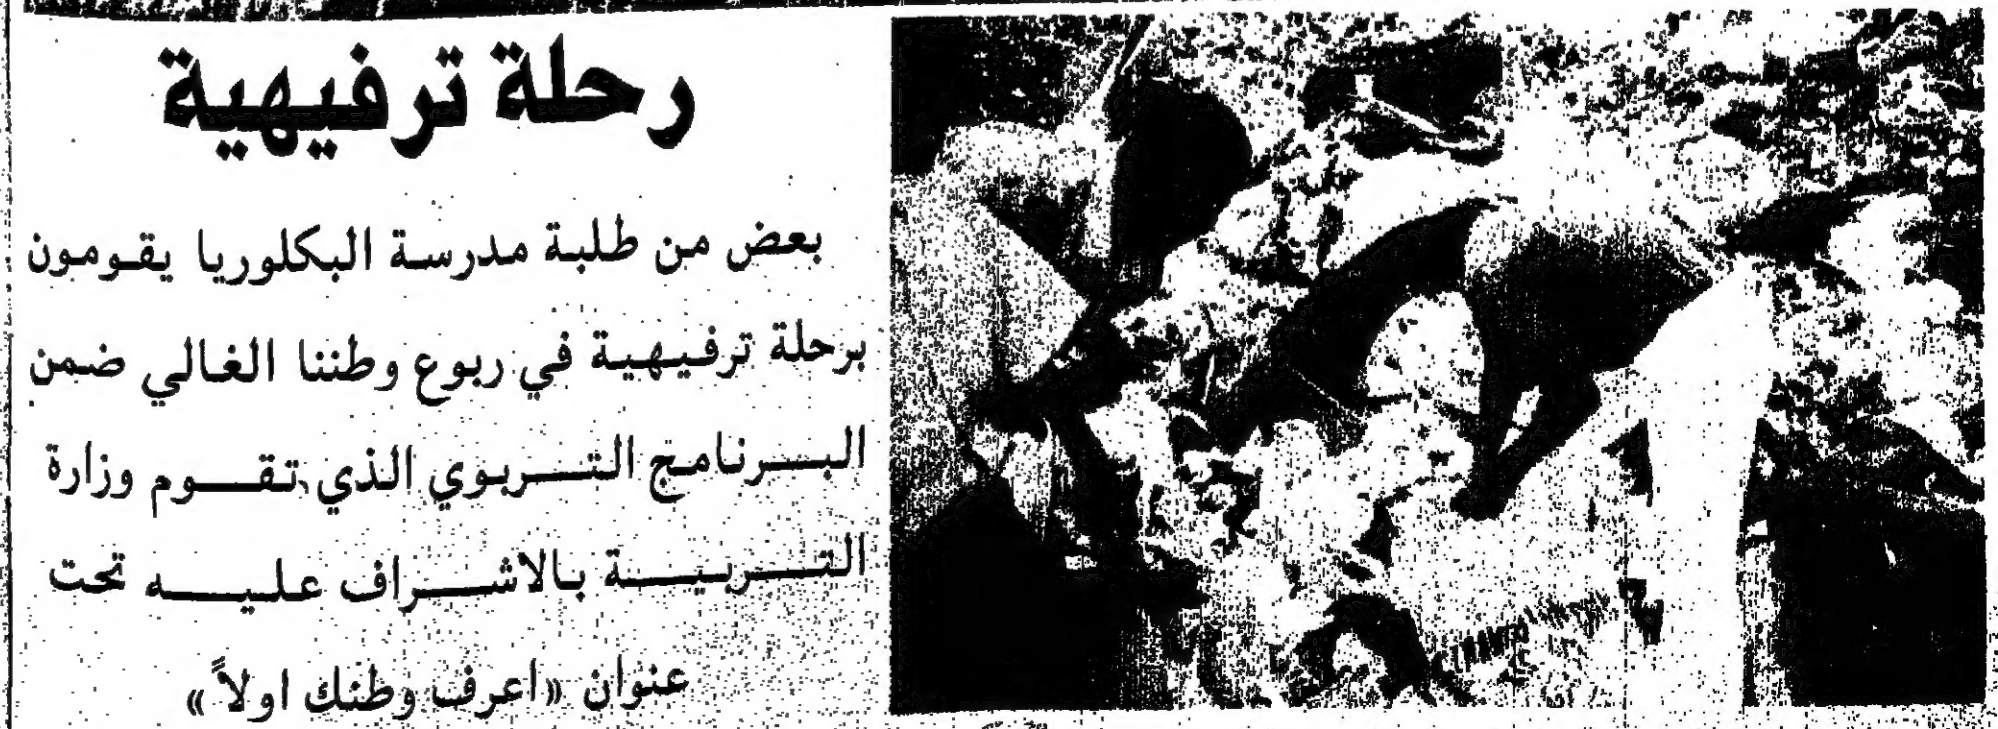 رحلة ترفيهية
بعض من طلبة مدرسة البكلوريا يقومون
برحلة ترفيهية في ربوع وطننا الغالي ضمن
البرنامج التربوي الذي تقوم وزارة
التربية بالاشراف عليه تحت
عنوان «اعرف وطنك اولاً»